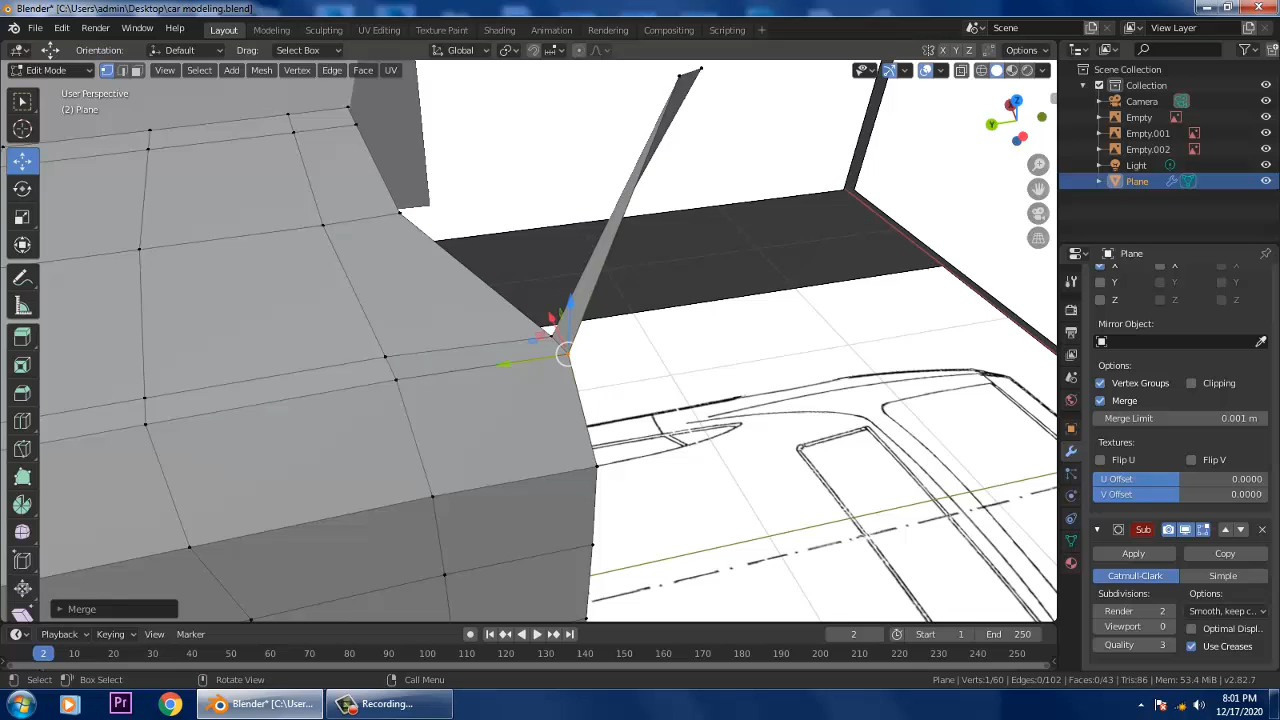 Blender* [C:\Users\admin\Desktop\car modeling.blend]
File Edit Render Window Help Layout Modeling Sculpting UV Editing Texture Paint Shading Animation Rendering Compositing Scripting Scene View Layer
Orientation: Default Drag: Select Box Global X Y Z Options
Edit Mode View Select Add Mesh Vertex Edge Face UV
User Perspective
(2) Plane
Scene Collection
Collection
Camera
Empty
Empty.001
Empty.002
Light
Plane
Plane
X X X
Y Y Y
Z Z Z
Mirror Object:
Options:
Vertex Groups Clipping
Merge
Merge Limit 0.001 m
Textures:
Flip U Flip V
U Offset 0.0000
V Offset 0.0000
Sub
Apply Copy
Catmull-Clark Simple
Subdivisions: Options:
Render 2 Smooth, keep c..
Viewport 0 Optimal Displ..
Quality 3 Use Creases
Merge
Playback Keying View Marker 2 Start 1 End 250
2 10 20 30 40 50 60 70 80 90 100 110 120 130 140 150 160 170 180 190 200 210 220 230 240 250
Select Box Select Rotate View Call Menu Plane | Verts:1/60 | Edges:0/102 | Faces:0/43 | Tris:86 | Mem: 53.4 MiB | v2.82.7
Pr Blender* [C:\User... Recording... 8:01 PM
12/17/2020